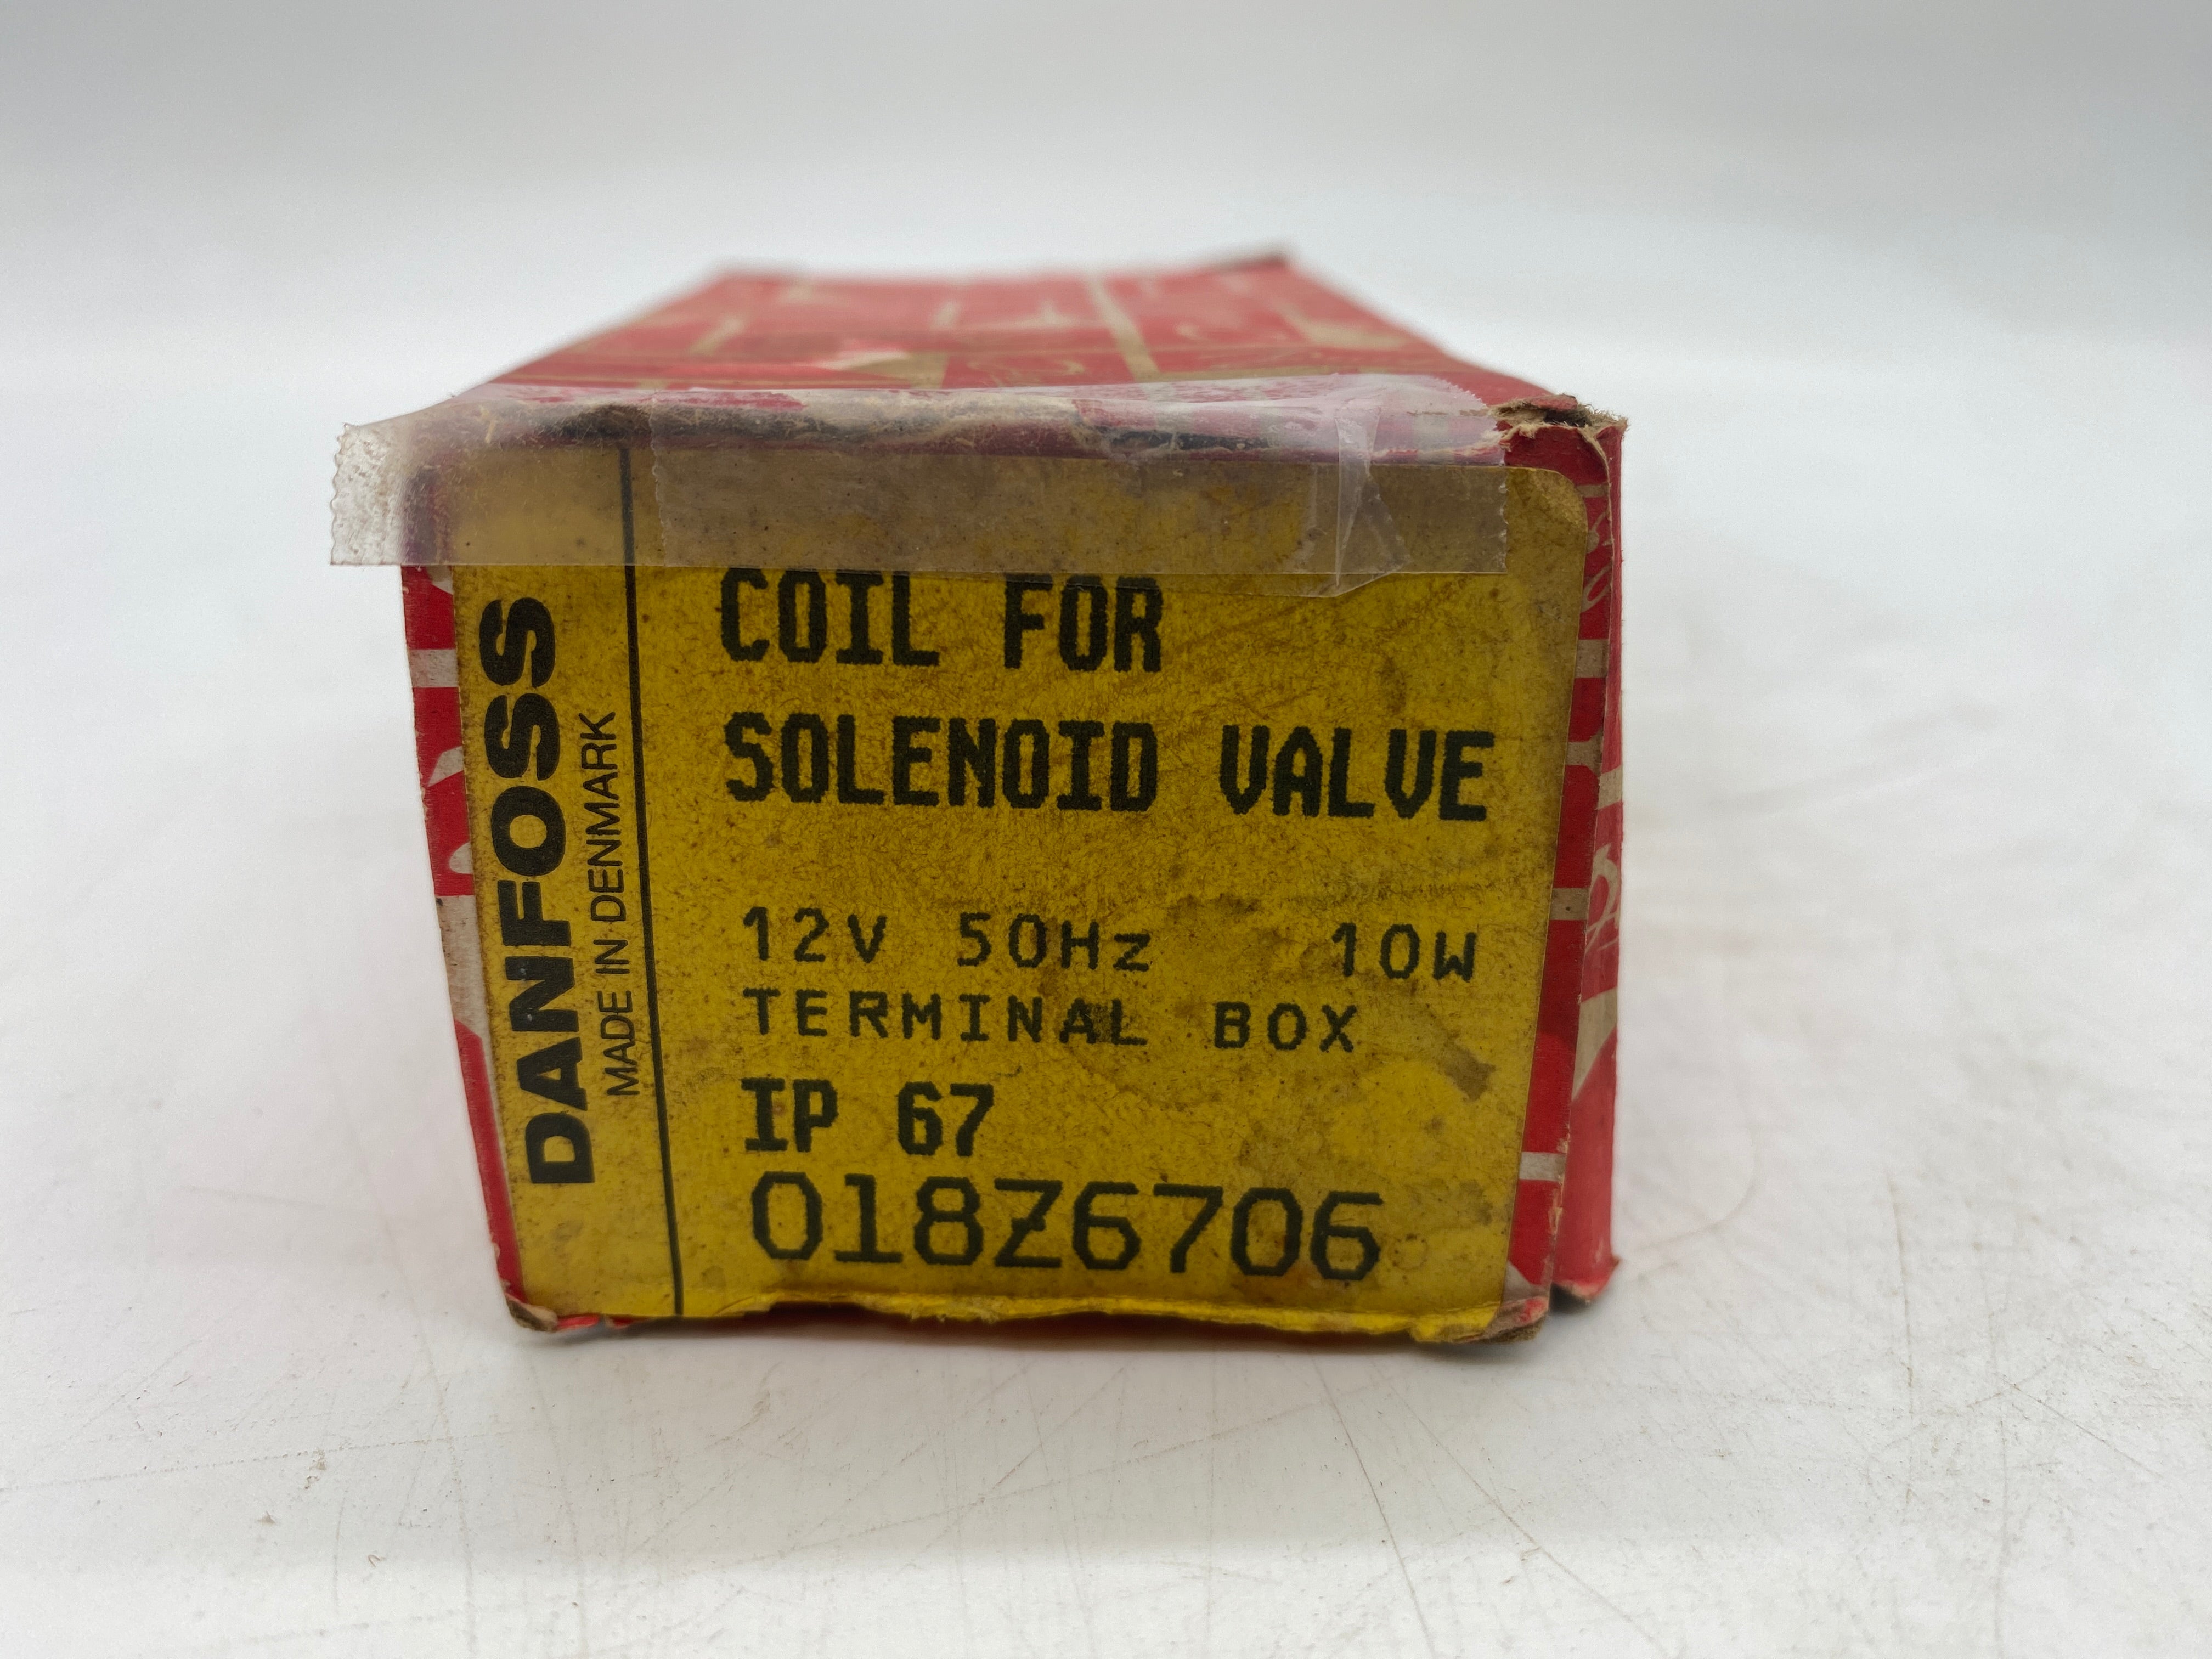 DANFOSS
MADE IN DENMARK
COIL FOR
SOLENOID VALVE
12V 50Hz 10W
TERMINAL BOX
IP 67
018Z6706